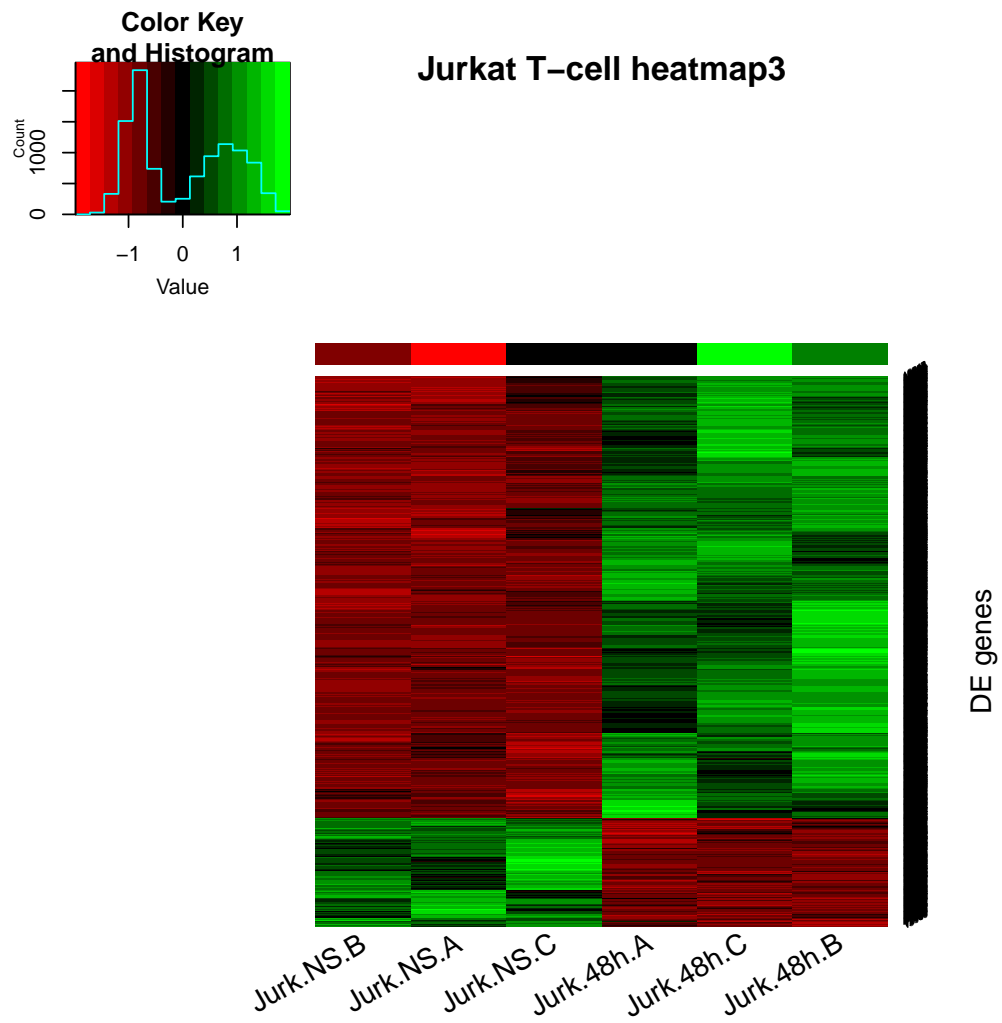 Color Key
and Histogram
Jurkat T−cell heatmap3
Count
0
1000
−1 0 1
Value
DE genes
Jurk.NS.B
Jurk.NS.A
Jurk.NS.C
Jurk.48h.A
Jurk.48h.C
Jurk.48h.B